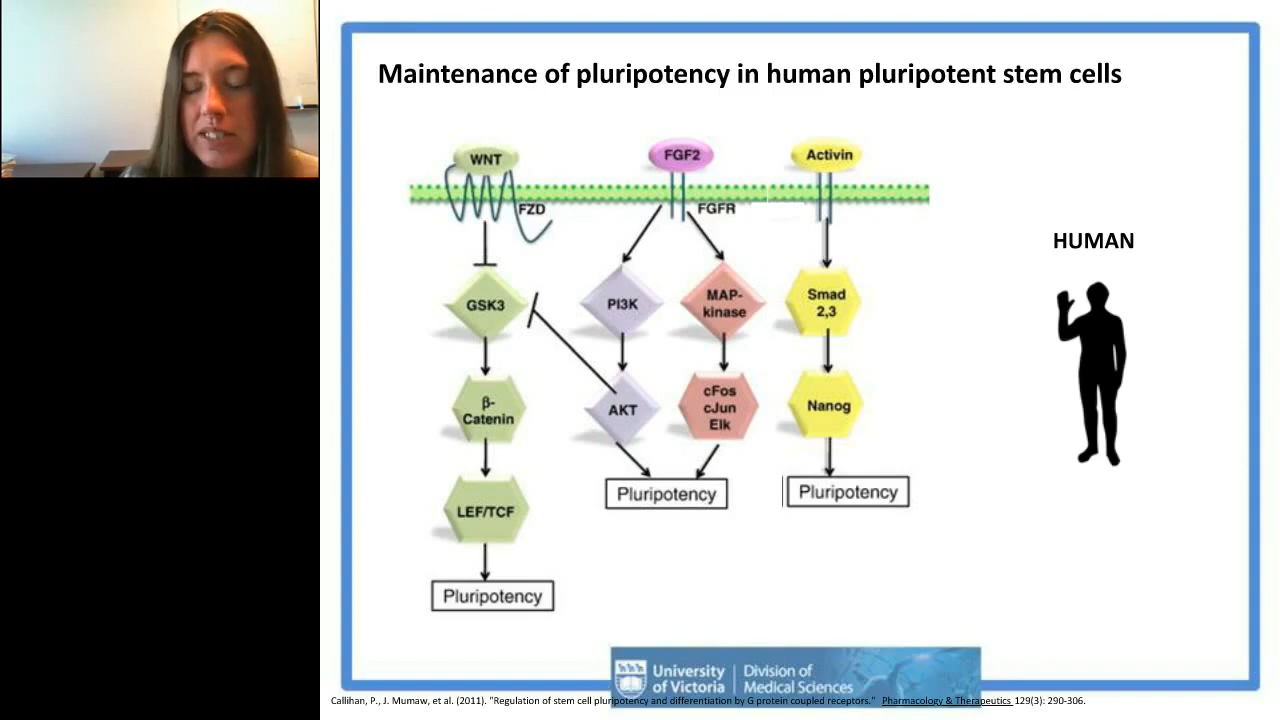 Maintenance of pluripotency in human pluripotent stem cells
WNT
FGF2
Activin
FZD
FGFR
HUMAN
GSK3
PI3K
MAP-
kinase
Smad
2,3
β-
Catenin
AKT
cFos
cJun
Elk
Nanog
Pluripotency
Pluripotency
LEF/TCF
Pluripotency
University
of Victoria
Division of
Medical Sciences
Callihan, P., J. Mumaw, et al. (2011). "Regulation of stem cell pluripotency and differentiation by G protein coupled receptors." Pharmacology & Therapeutics 129(3): 290-306.